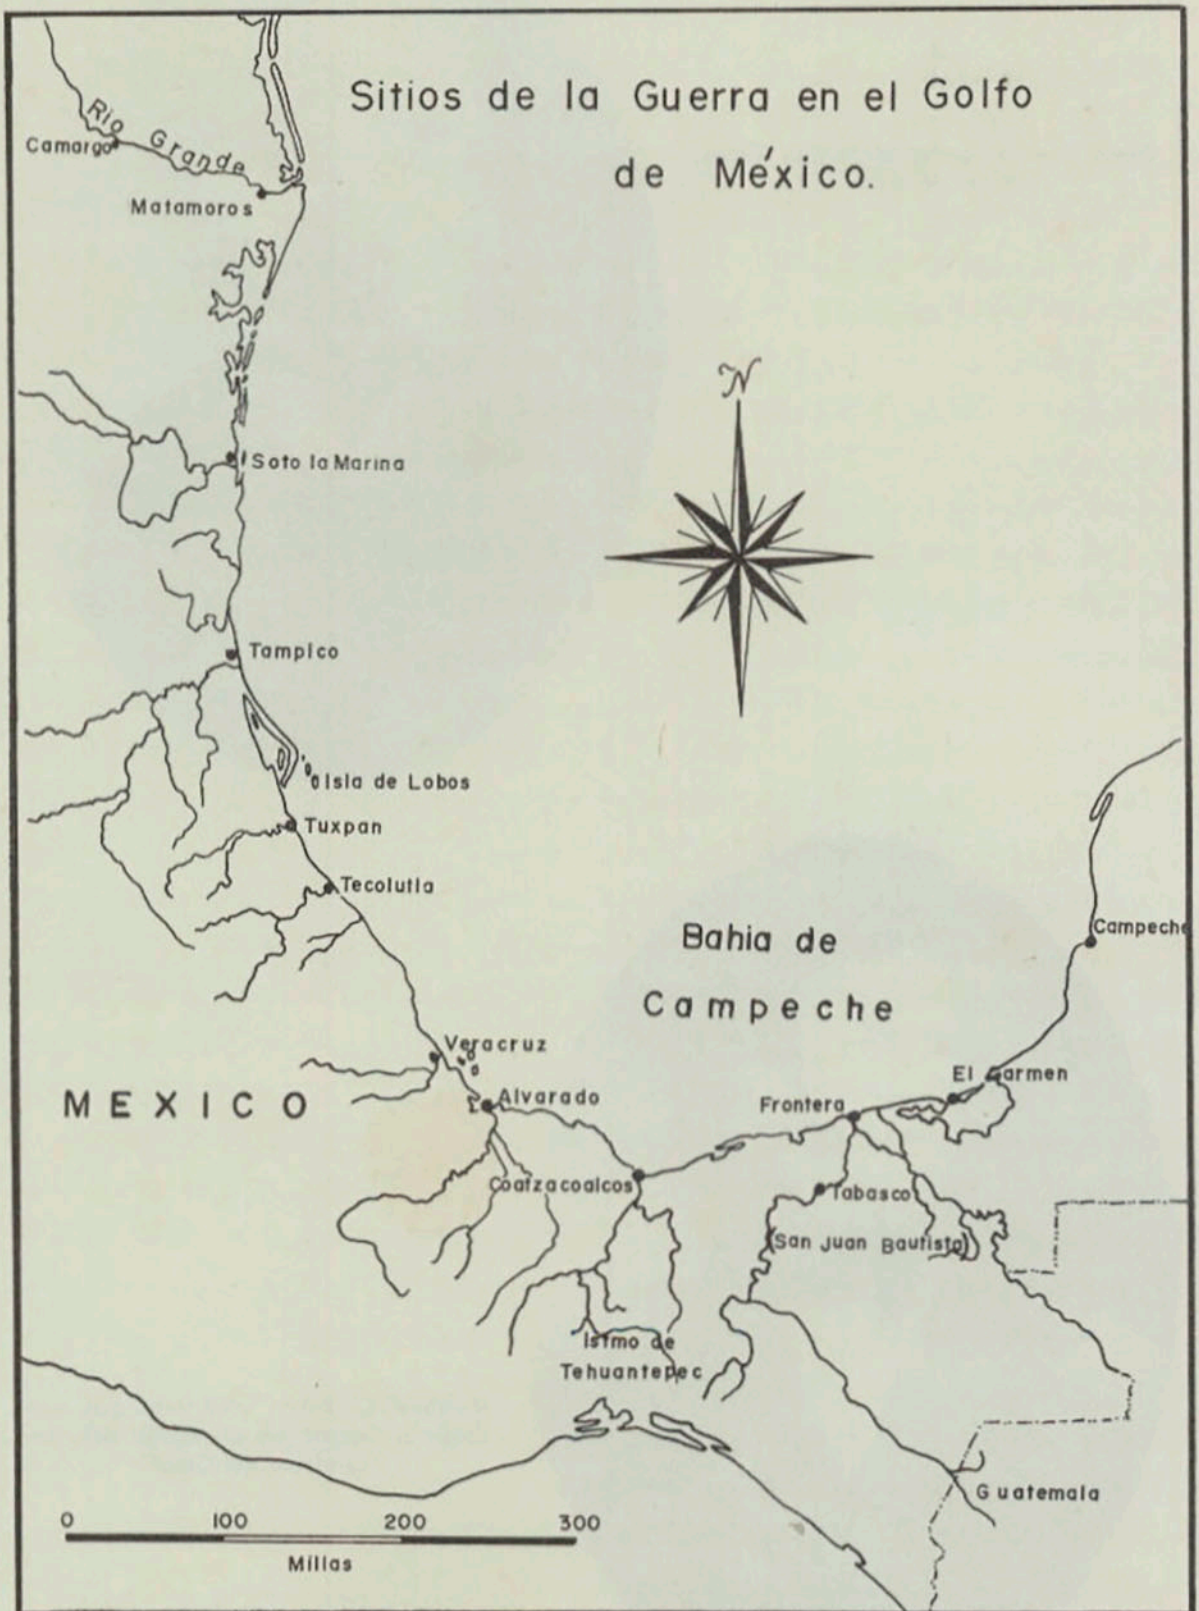 Sitios de la Guerra en el Golfo
de México.
Rio Grande
Camargo
Matamoros
N
Soto la Marina
Tampico
Isla de Lobos
Tuxpan
Tecolutla
Bahia de
Campeche
Campeche
Veracruz
MEXICO
Alvarado
El Carmen
Frontera
Coatzacoalcos
Tabasco
(San Juan Bautista)
Istmo de
Tehuantepec
Guatemala
0 100 200 300
Millas